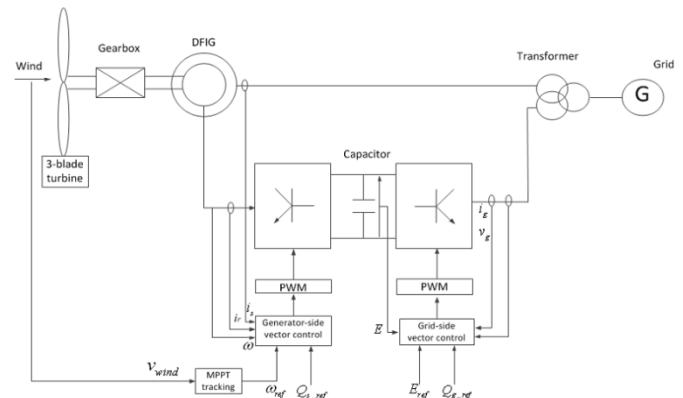 DFIG
Gearbox
Wind
3-blade
turbine
Transformer
Grid
G
Capacitor
i_g
v_g
PWM
PWM
i_s
i_r
ω
Generator-side
vector control
E
Grid-side
vector control
v_wind
MPPT
tracking
ω_ref
Q_s_ref
E_ref
Q_g_ref